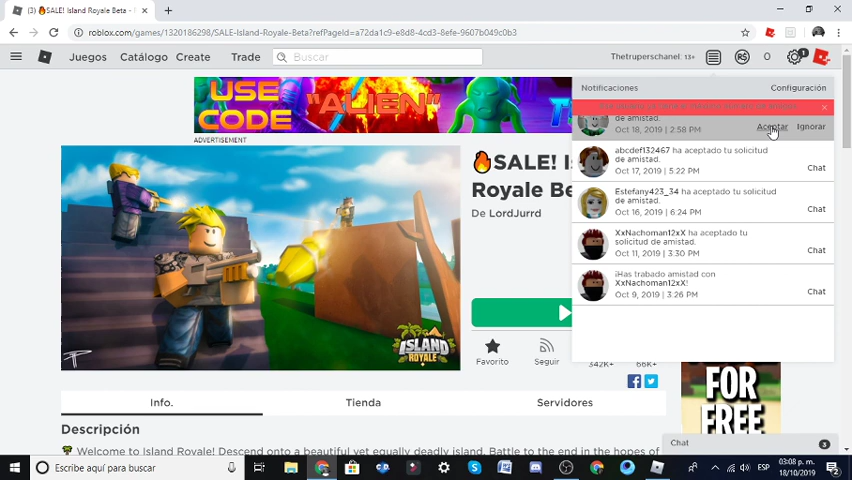 (3) 🔥SALE! Island Royale Beta -
roblox.com/games/1320186298/SALE-Island-Royale-Beta?refPageId=a72da1c9-e8d8-4cd3-8efe-9607b049c0b3
Juegos Catálogo Create Trade Buscar Thetruperschanel: 13+ 0 1
USE CODE "ALIEN"
ADVERTISEMENT
Notificaciones Configuración
de amistad.
Oct 18, 2019 | 2:58 PM Aceptar Ignorar
abcdef132467 ha aceptado tu solicitud
de amistad.
Oct 17, 2019 | 5:22 PM Chat
Estefany423_34 ha aceptado tu solicitud
de amistad.
Oct 16, 2019 | 6:24 PM Chat
XxNachoman12xX ha aceptado tu
solicitud de amistad.
Oct 11, 2019 | 3:30 PM Chat
¡Has trabado amistad con
XxNachoman12xX!
Oct 9, 2019 | 3:26 PM Chat
🔥SALE! I
Royale Be
De LordJurrd
ISLAND
ROYALE
Favorito Seguir 342K+ 66K+
FOR
FREE
Info. Tienda Servidores
Descripción
Welcome to Island Royale! Descend onto a beautiful yet equally deadly island. Battle to the end in the hopes of
Chat 3
Escribe aquí para buscar ESP 03:08 p. m.
18/10/2019 2